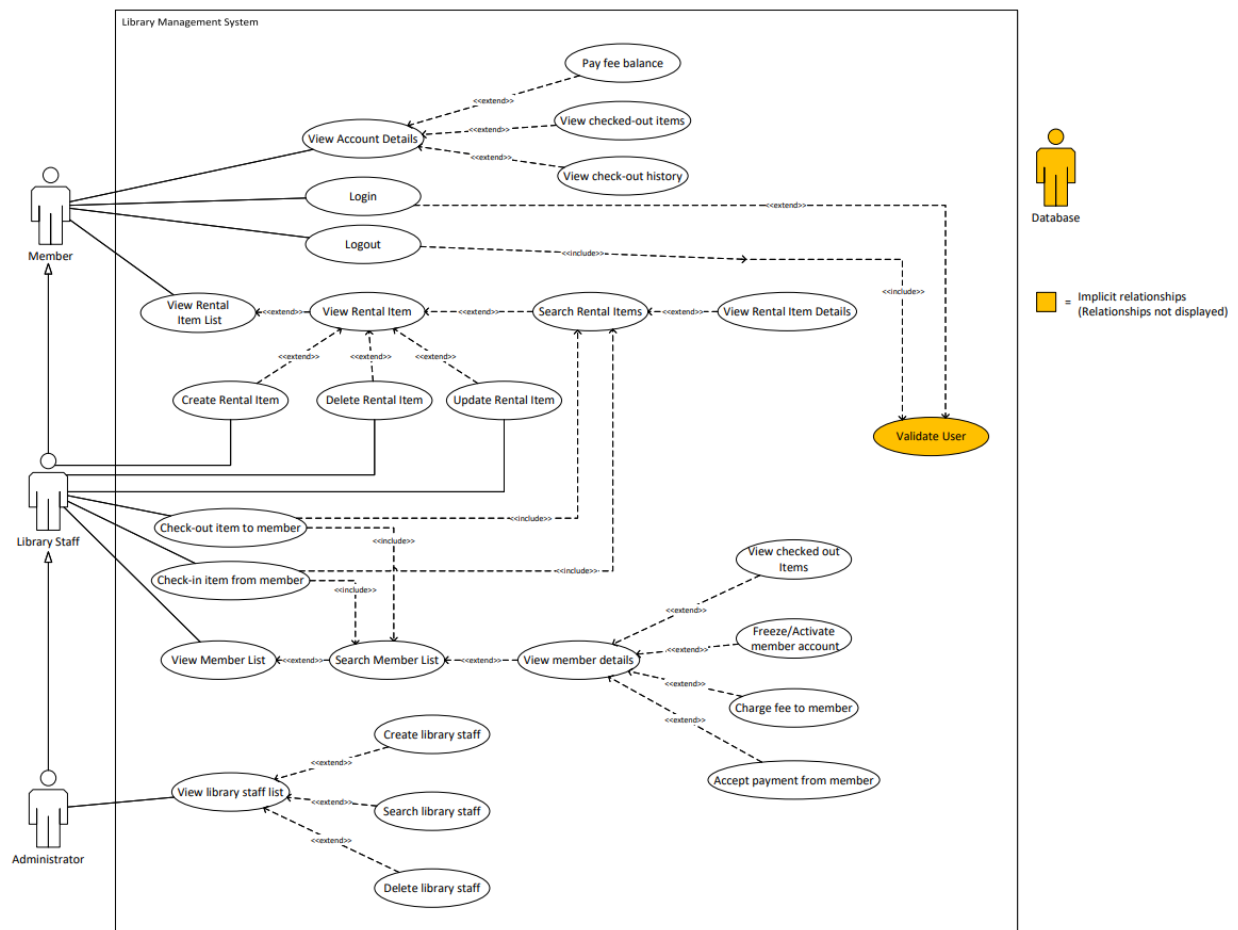 Library Management System
Pay fee balance
<<extend>>
View checked-out items
<<extend>>
View Account Details
<<extend>>
View check-out history
Login
<<extend>>
Logout
<<include>>
<<include>>
Member
Database
View Rental
Item List
<<extend>>
View Rental Item
<<extend>>
Search Rental Items
<<extend>>
View Rental Item Details
= Implicit relationships
(Relationships not displayed)
<<extend>>
<<extend>>
<<extend>>
Create Rental Item
Delete Rental Item
Update Rental Item
Validate User
Library Staff
Check-out item to member
<<include>>
<<include>>
Check-in item from member
<<include>>
<<include>>
View checked out
Items
<<extend>>
Freeze/Activate
member account
<<extend>>
View Member List
<<extend>>
Search Member List
<<extend>>
View member details
<<extend>>
Charge fee to member
<<extend>>
Accept payment from member
Create library staff
<<extend>>
View library staff list
<<extend>>
Search library staff
<<extend>>
Delete library staff
Administrator